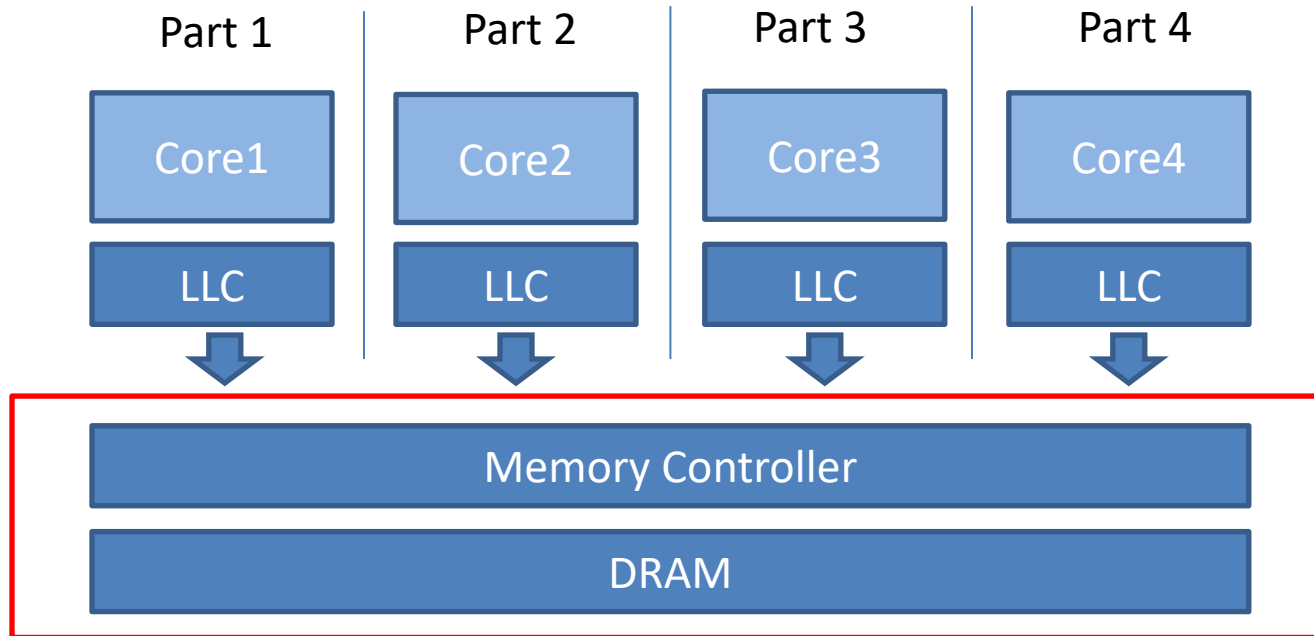 Part 1
Part 2
Part 3
Part 4
Core1
Core2
Core3
Core4
LLC
LLC
LLC
LLC
Memory Controller
DRAM